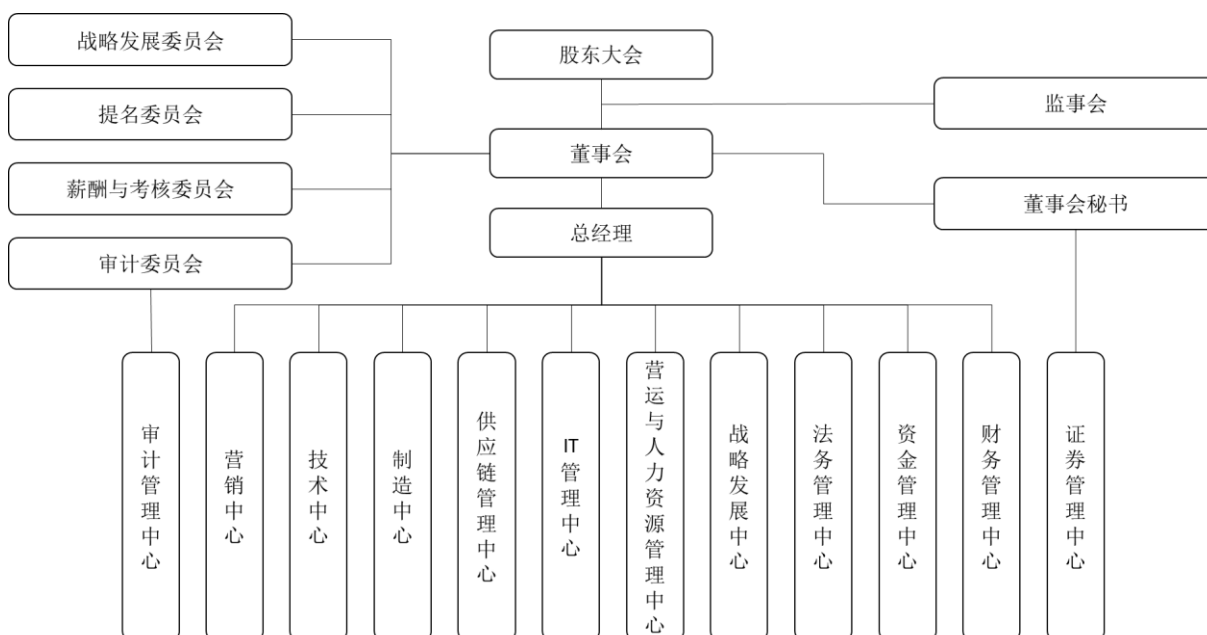 战略发展委员会
股东大会
提名委员会
监事会
董事会
薪酬与考核委员会
董事会秘书
总经理
审计委员会
审计管理中心
营销中心
技术中心
制造中心
供应链管理中心
IT管理中心
营运与人力资源管理中心
战略发展中心
法务管理中心
资金管理中心
财务管理中心
证券管理中心